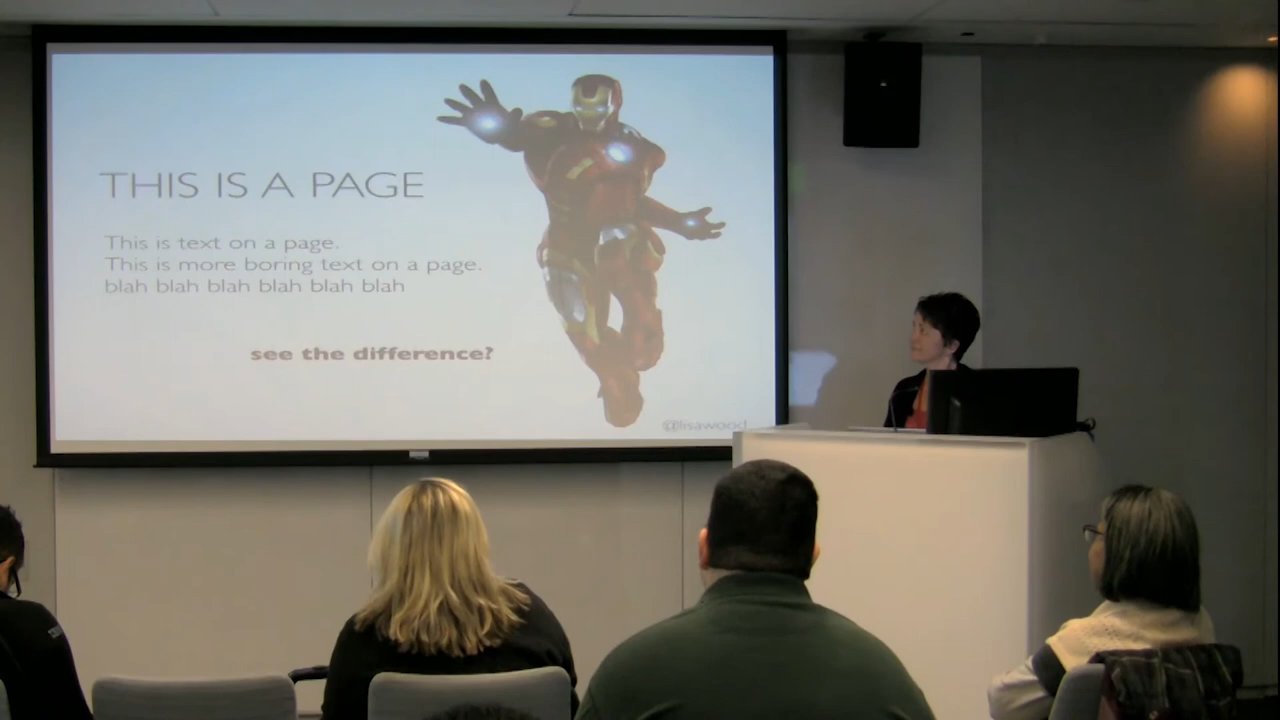 THIS IS A PAGE
This is text on a page.
This is more boring text on a page.
blah blah blah blah blah blah
see the difference?
@lisawood